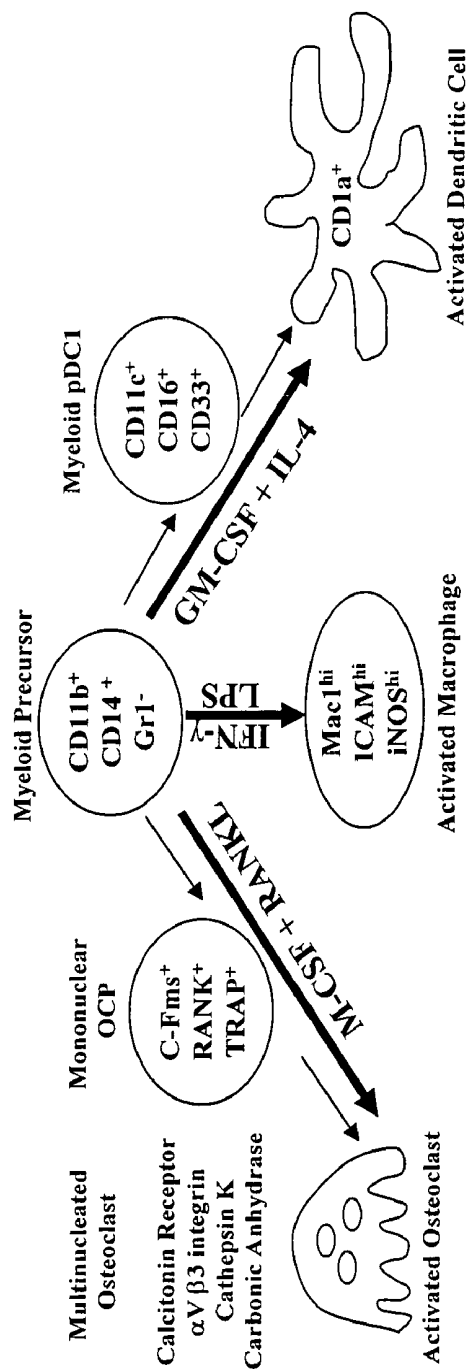 Multinucleated
Osteoclast
Calcitonin Receptor
αV β3 integrin
Cathepsin K
Carbonic Anhydrase
Activated Osteoclast
Mononuclear
OCP
C-Fms⁺
RANK⁺
TRAP⁺
M-CSF + RANKL
Myeloid Precursor
CD11b⁺
CD14 ⁺
Gr1⁻
IFN-γ
LPS
Mac1ʰⁱ
ICAMʰⁱ
iNOSʰⁱ
Activated Macrophage
Myeloid pDC1
CD11c⁺
CD16⁺
CD33⁺
GM-CSF + IL-4
CD1a⁺
Activated Dendritic Cell